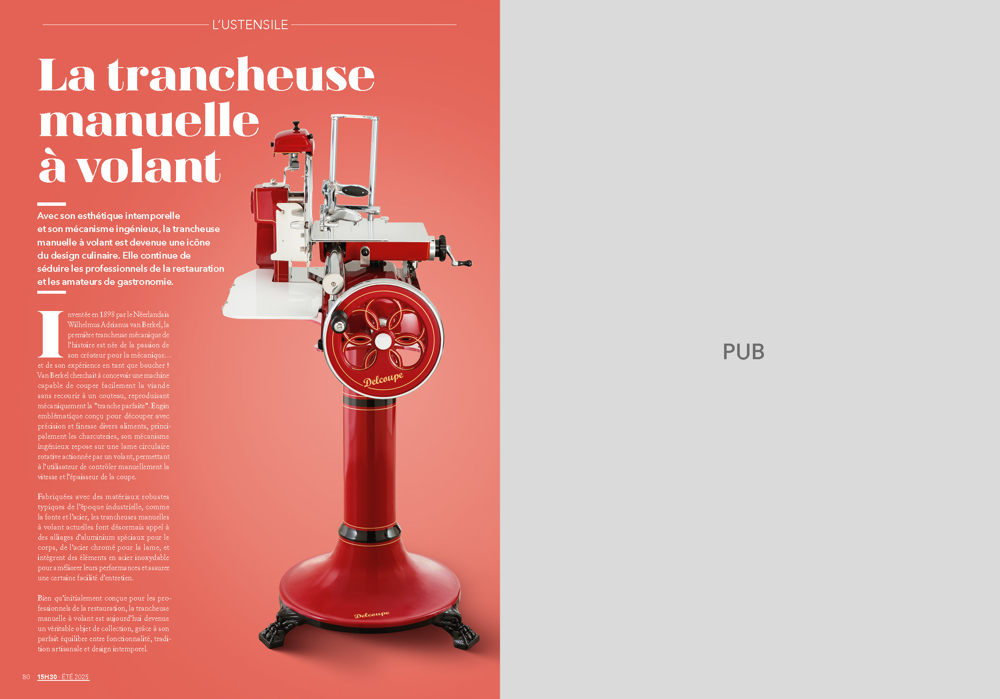 L'USTENSILE
La trancheuse
manuelle
à volant
Avec son esthétique intemporelle
et son mécanisme ingénieux, la trancheuse
manuelle à volant est devenue une icône
du design culinaire. Elle continue de
séduire les professionnels de la restauration
et les amateurs de gastronomie.
Inventée en 1898 par le Néerlandais
Wilhelmus Adrianus van Berkel, la
première trancheuse mécanique de
l'histoire est née de la passion de
son créateur pour la mécanique…
et de son expérience en tant que boucher !
Van Berkel cherchait à concevoir une machine
capable de couper facilement la viande
sans recourir à un couteau, reproduisant
mécaniquement la "tranche parfaite". Engin
emblématique conçu pour découper avec
précision et finesse divers aliments, princi-
palement les charcuteries, son mécanisme
ingénieux repose sur une lame circulaire
rotative actionnée par un volant, permettant
à l'utilisateur de contrôler manuellement la
vitesse et l'épaisseur de la coupe.
Fabriquées avec des matériaux robustes
typiques de l'époque industrielle, comme
la fonte et l'acier, les trancheuses manuelles
à volant actuelles font désormais appel à
des alliages d'aluminium spéciaux pour le
corps, de l'acier chromé pour la lame, et
intègrent des éléments en acier inoxydable
pour améliorer leurs performances et assurer
une certaine facilité d'entretien.
Bien qu'initialement conçue pour les pro-
fessionnels de la restauration, la trancheuse
manuelle à volant est aujourd'hui devenue
un véritable objet de collection, grâce à son
parfait équilibre entre fonctionnalité, tradi-
tion artisanale et design intemporel.
Delcoupe
Delcoupe
80 15H30 · ÉTÉ 2025
PUB